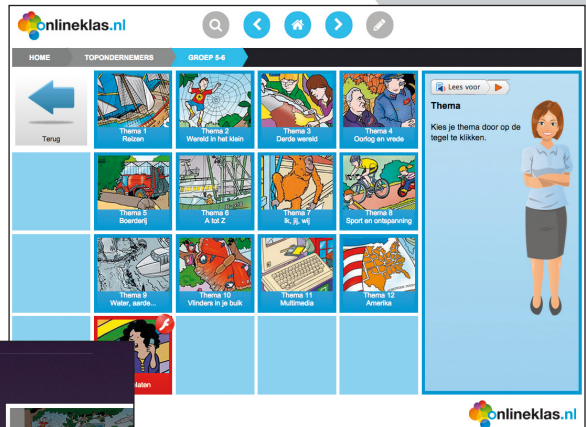 onlineklas.nl
HOME TOPONDERNEMERS GROEP 5-6
Terug
Thema 1
Reizen
Thema 2
Wereld in het klein
Thema 3
Derde wereld
Thema 4
Oorlog en vrede
Thema 5
Boerderij
Thema 6
A tot Z
Thema 7
Ik, jij, wij
Thema 8
Sport en ontspanning
Thema 9
Water, aarde...
Thema 10
Vlinders in je buik
Thema 11
Multimedia
Thema 12
Amerika
laten
Lees voor
Thema
Kies je thema door op de
tegel te klikken.
onlineklas.nl